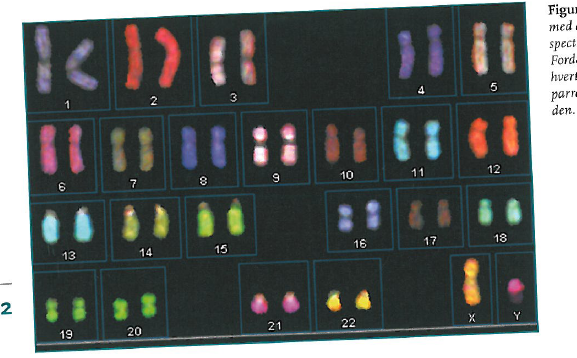 Figur
med
spect
Forde
hvert
parre
den.
1 2 3 4 5
6 7 8 9 10 11 12
13 14 15 16 17 18
19 20 21 22 X Y
2